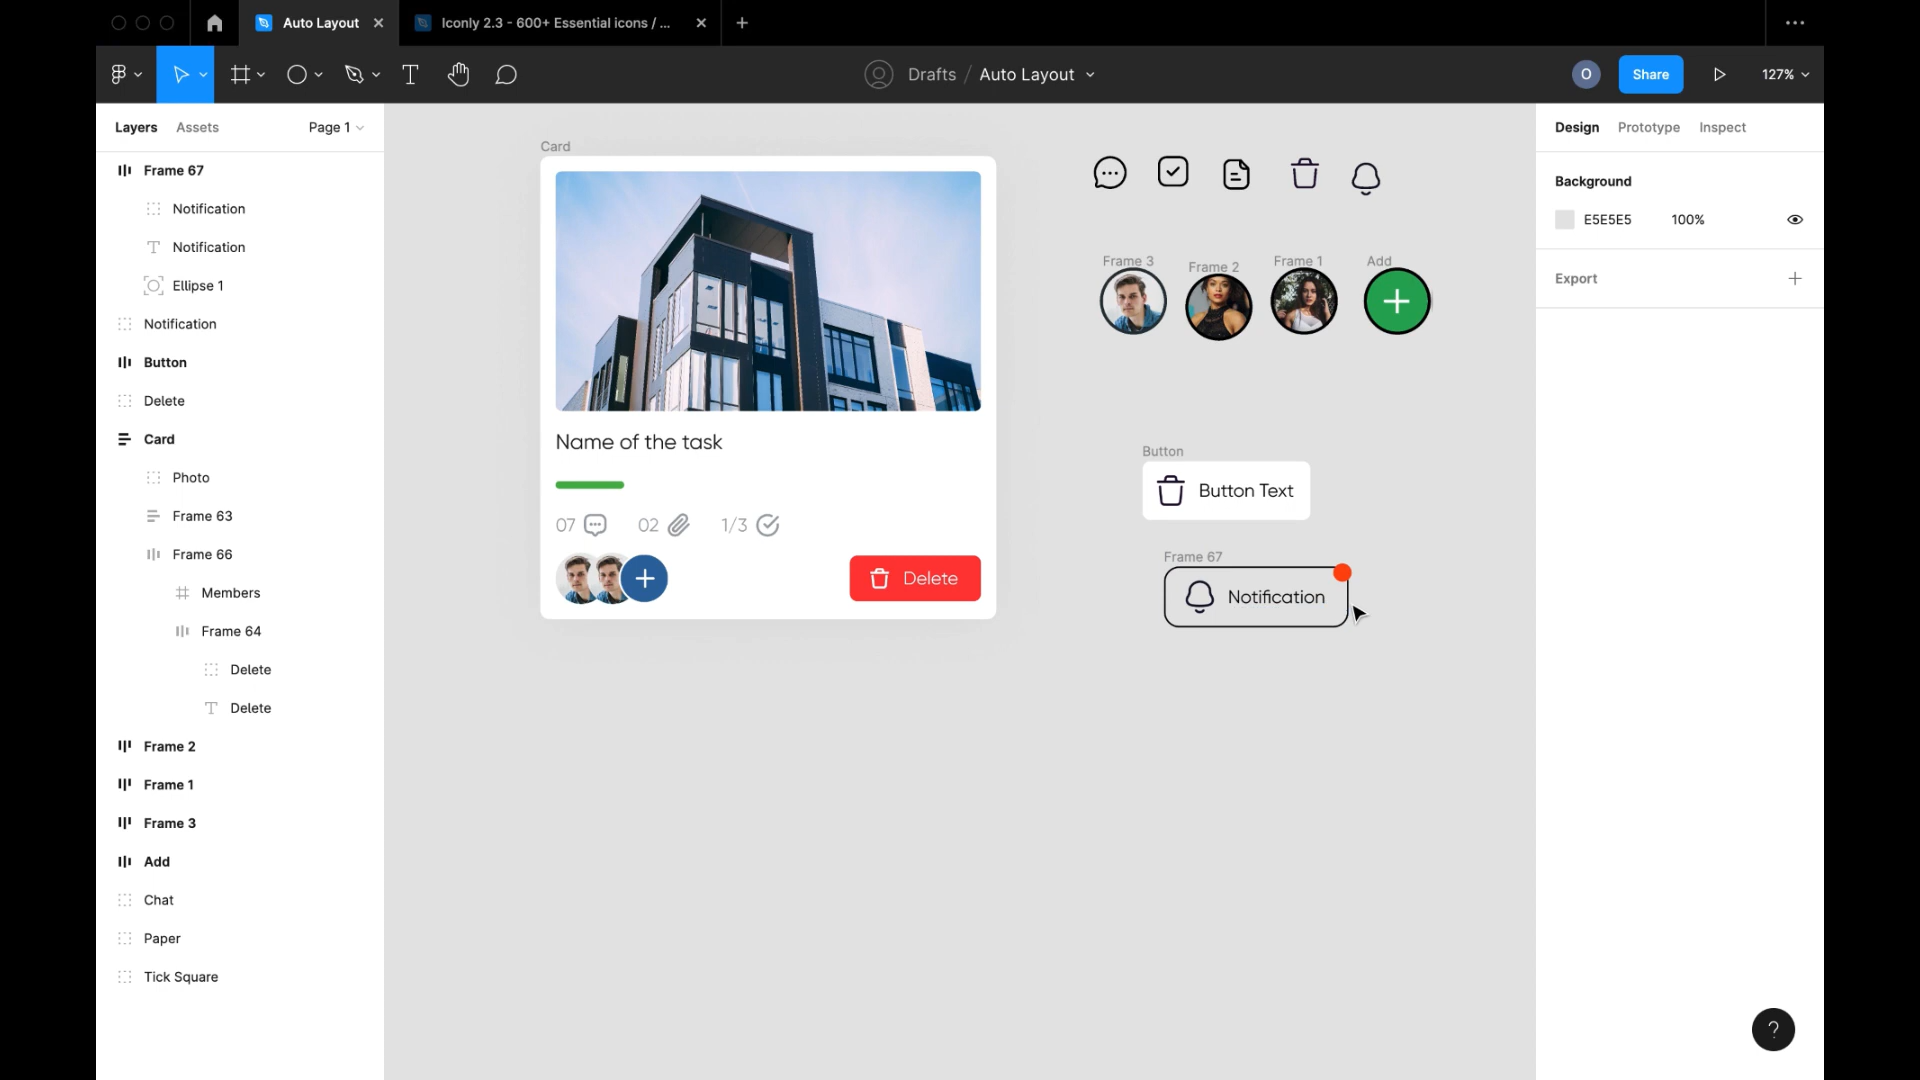 Auto Layout
Iconly 2.3 - 600+ Essential icons / ...
Drafts / Auto Layout
O
Share
127%
Layers
Assets
Page 1
Frame 67
Notification
Notification
Ellipse 1
Notification
Button
Delete
Card
Photo
Frame 63
Frame 66
Members
Frame 64
Delete
Delete
Frame 2
Frame 1
Frame 3
Add
Chat
Paper
Tick Square
Card
Name of the task
07
02
1/3
Delete
Frame 3
Frame 2
Frame 1
Add
Button
Button Text
Frame 67
Notification
Design
Prototype
Inspect
Background
E5E5E5
100%
Export
?